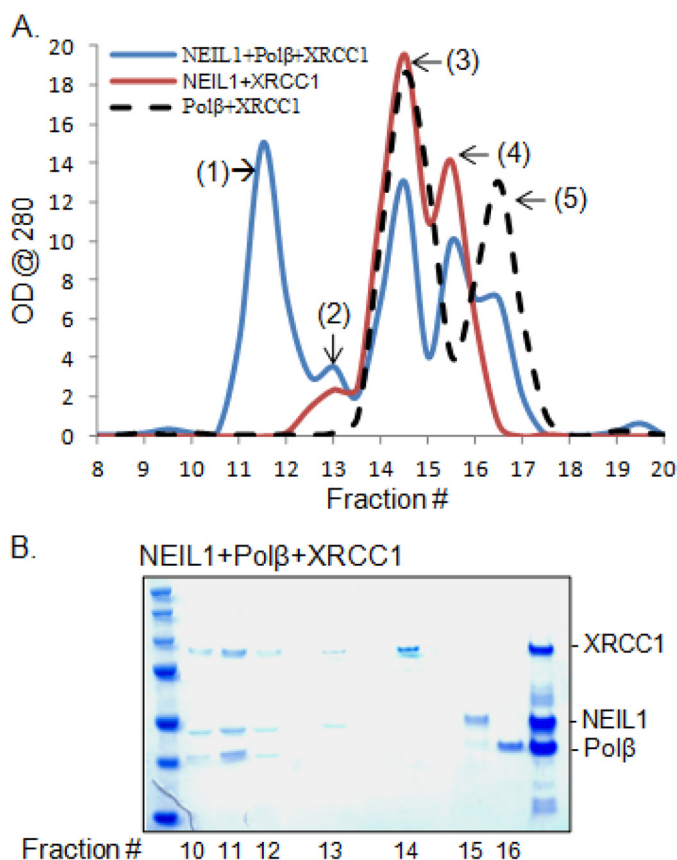 A.
NEIL1+Polβ+XRCC1
NEIL1+XRCC1
Polβ+XRCC1
(1)
(2)
(3)
(4)
(5)
OD @ 280
20
18
16
14
12
10
8
6
4
2
0
8 9 10 11 12 13 14 15 16 17 18 19 20
Fraction #
B.
NEIL1+Polβ+XRCC1
XRCC1
NEIL1
Polβ
Fraction # 10 11 12 13 14 15 16